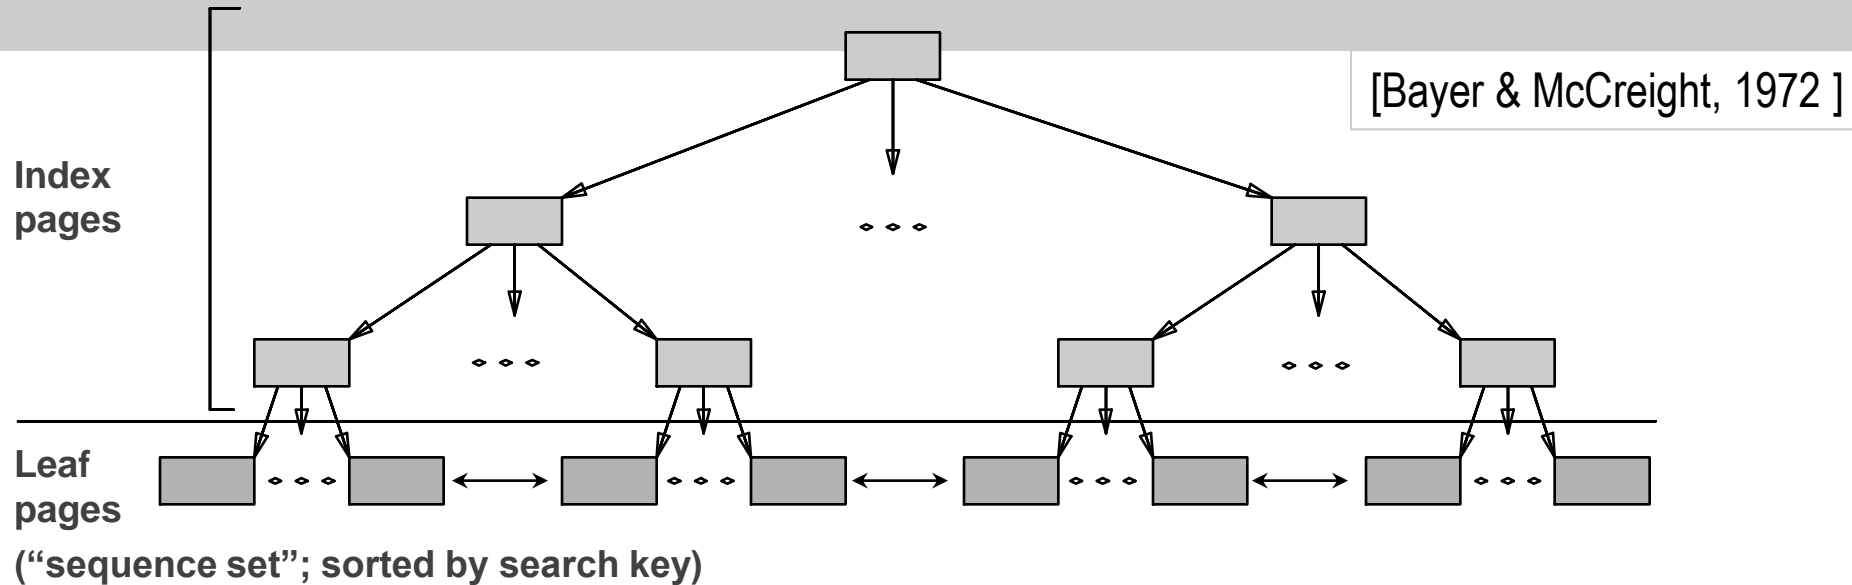 [Bayer & McCreight, 1972 ]
Index
pages
Leaf
pages
(“sequence set”; sorted by search key)